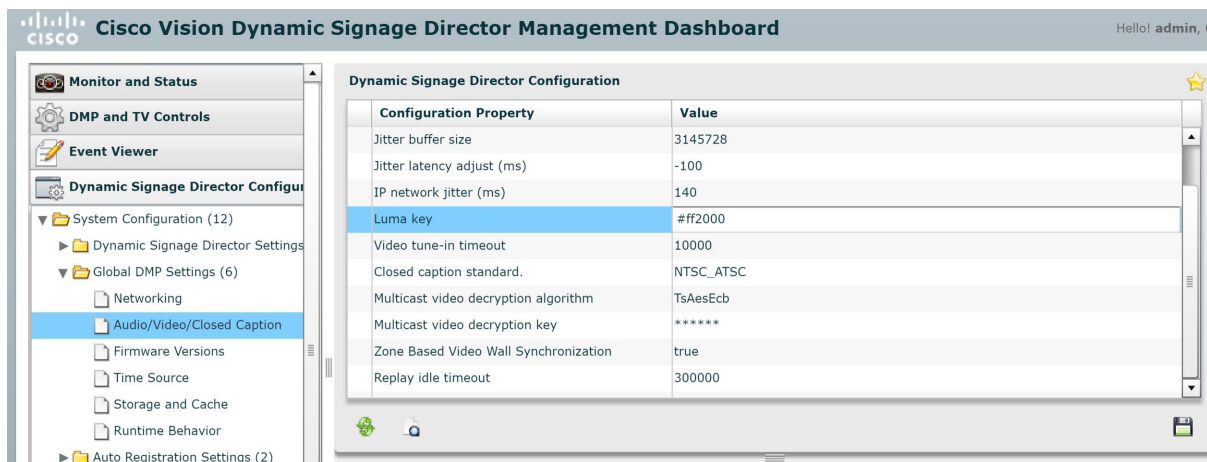 CISCO
Cisco Vision Dynamic Signage Director Management Dashboard
Hello! admin,
Monitor and Status
DMP and TV Controls
Event Viewer
Dynamic Signage Director Configur
System Configuration (12)
Dynamic Signage Director Settings
Global DMP Settings (6)
Networking
Audio/Video/Closed Caption
Firmware Versions
Time Source
Storage and Cache
Runtime Behavior
Auto Registration Settings (2)
Dynamic Signage Director Configuration
Configuration Property Value
Jitter buffer size 3145728
Jitter latency adjust (ms) -100
IP network jitter (ms) 140
Luma key #ff2000
Video tune-in timeout 10000
Closed caption standard. NTSC_ATSC
Multicast video decryption algorithm TsAesEcb
Multicast video decryption key ******
Zone Based Video Wall Synchronization true
Replay idle timeout 300000